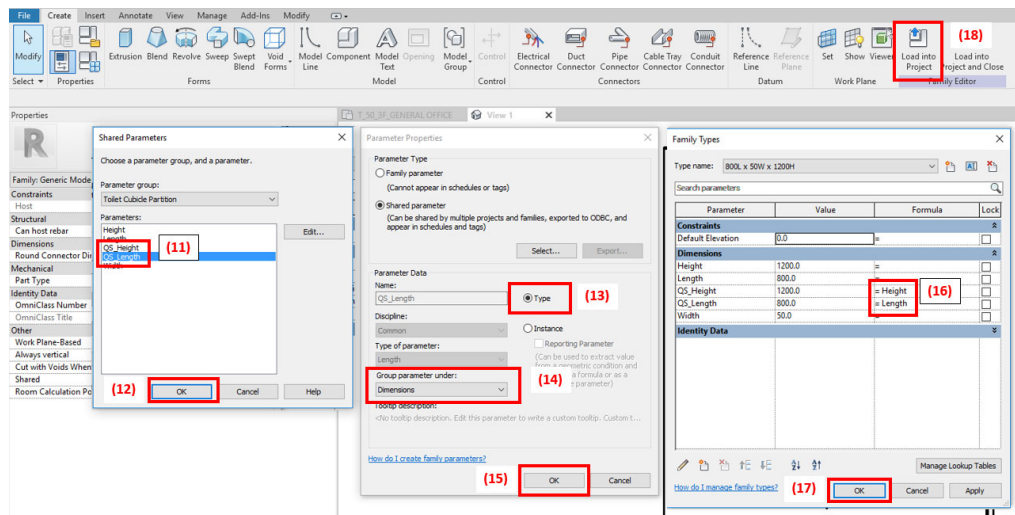 File Create Insert Annotate View Manage Add-Ins Modify
Modify Extrusion Blend Revolve Sweep Swept Blend Void Forms Model Line Component Model Text Opening Model Group Control Electrical Connector Duct Connector Pipe Connector Cable Tray Connector Conduit Connector Reference Line Reference Plane Set Show Viewer Load into Project Load into Project and Close
(18)
Select Properties Forms Model Control Connectors Datum Work Plane Family Editor
Properties
T_50_3F_GENERAL OFFICE View 1
Family: Generic Mode
Constraints
Host
Structural
Can host rebar
Dimensions
Round Connector Di
Mechanical
Part Type
Identity Data
OmniClass Number
OmniClass Title
Other
Work Plane-Based
Always vertical
Cut with Voids When
Shared
Room Calculation Po
Shared Parameters
Choose a parameter group, and a parameter.
Parameter group:
Toilet Cubicle Partition
Parameters:
Height
Length
QS_Height
QS_Length
Width
(11)
Edit...
(12)
OK Cancel Help
Parameter Properties
Parameter Type
Family parameter
(Cannot appear in schedules or tags)
Shared parameter
(Can be shared by multiple projects and families, exported to ODBC, and
appear in schedules and tags)
Select... Export...
Parameter Data
Name:
QS_Length
Type
(13)
Discipline:
Common
Instance
Type of parameter:
Reporting Parameter
Length
(Can be used to extract value
from a geometric condition and
a formula or as a
parameter)
Group parameter under:
Dimensions
(14)
Tooltip description:
<No tooltip description. Edit this parameter to write a custom tooltip. Custom t...
How do I create family parameters?
(15)
OK Cancel
Family Types
Type name: 800L x 50W x 1200H
Search parameters
Parameter Value Formula Lock
Constraints
Default Elevation 0.0 =
Dimensions
Height 1200.0 =
Length 800.0 =
QS_Height 1200.0 = Height
QS_Length 800.0 = Length
(16)
Width 50.0 =
Identity Data
Manage Lookup Tables
How do I manage family types?
(17)
OK Cancel Apply